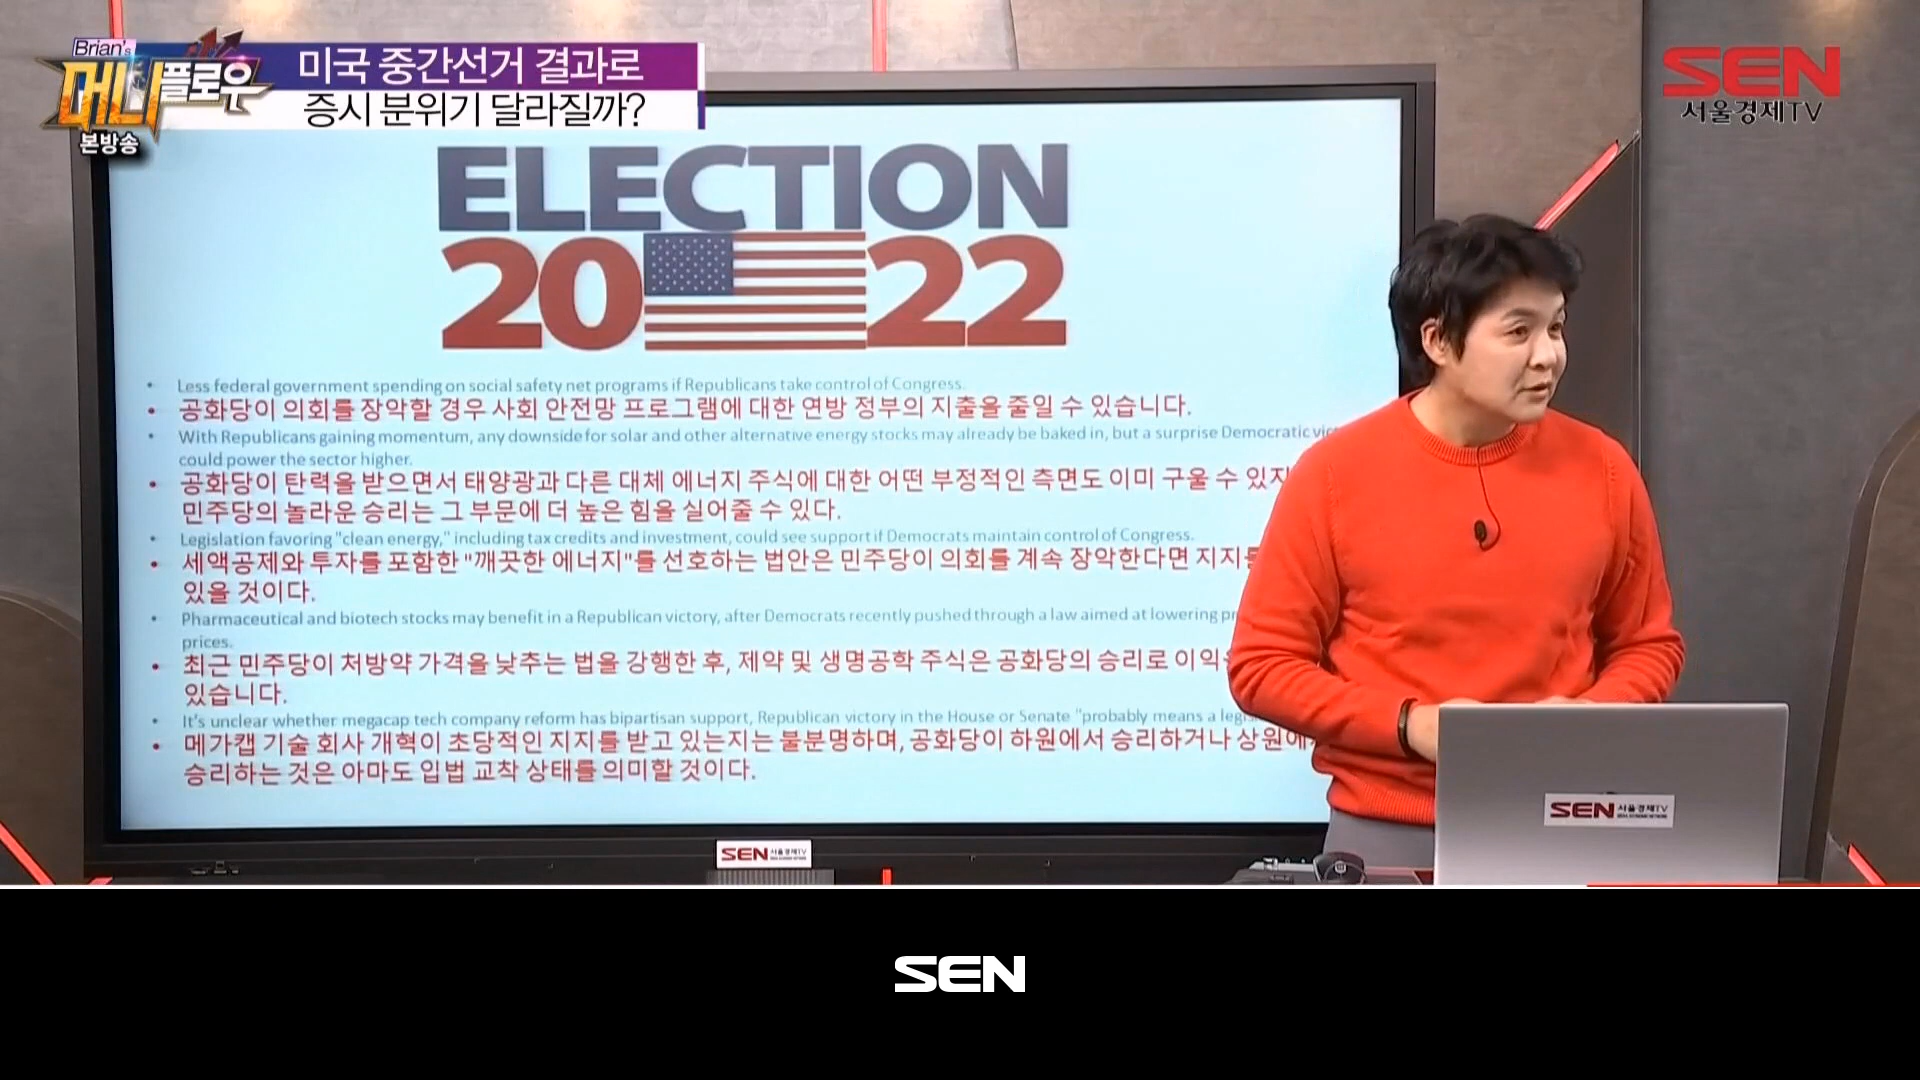 Brian's
머니플로우
본방송
미국 중간선거 결과로
증시 분위기 달라질까?
SEN
서울경제TV
ELECTION
2022
• Less federal government spending on social safety net programs if Republicans take control of Congress.
• 공화당이 의회를 장악할 경우 사회 안전망 프로그램에 대한 연방 정부의 지출을 줄일 수 있습니다.
• With Republicans gaining momentum, any downside for solar and other alternative energy stocks may already be baked in, but a surprise Democratic
could power the sector higher.
• 공화당이 탄력을 받으면서 태양광과 다른 대체 에너지 주식에 대한 어떤 부정적인 측면도 이미 구울 수 있지
민주당의 놀라운 승리는 그 부문에 더 높은 힘을 실어줄 수 있다.
• Legislation favoring "clean energy," including tax credits and investment, could see support if Democrats maintain control of Congress.
• 세액공제와 투자를 포함한 "깨끗한 에너지"를 선호하는 법안은 민주당이 의회를 계속 장악한다면 지지를
있을 것이다.
• Pharmaceutical and biotech stocks may benefit in a Republican victory, after Democrats recently pushed through a law aimed at lowering
prices.
• 최근 민주당이 처방약 가격을 낮추는 법을 강행한 후, 제약 및 생명공학 주식은 공화당의 승리로
있습니다.
• It's unclear whether megacap tech company reform has bipartisan support, Republican victory in the House or Senate "probably means a
• 메가캡 기술 회사 개혁이 초당적인 지지를 받고 있는지는 불분명하며, 공화당이 하원에서 승리하거나 상원에서
승리하는 것은 아마도 입법 교착 상태를 의미할 것이다.
SEN 서울경제TV
SEN 서울경제TV
SEN